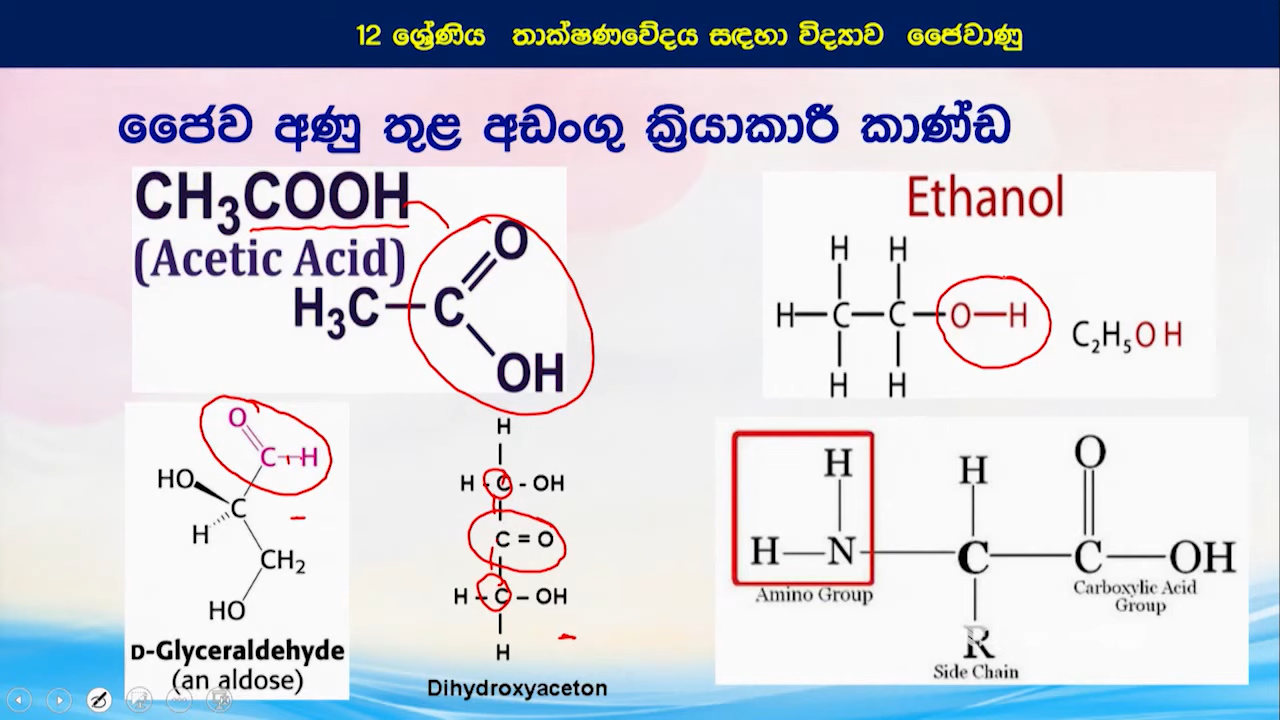 12 ශ්‍රේණිය තාක්ෂණවේදය සඳහා විද්‍යාව ජෛවාණු
ජෛව අණු තුළ අඩංගු ක්‍රියාකාරී කාණ්ඩ
CH₃COOH
(Acetic Acid)
O
H₃C–C
OH
Ethanol
H H
H–C–C–O–H
H H
C₂H₅OH
O
C–H
HO
C
H
CH₂
HO
D-Glyceraldehyde
(an aldose)
H
H - C - OH
C = O
H – C – OH
H
Dihydroxyaceton
H H O
H—N—C—C—OH
Amino Group
Carboxylic Acid
Group
R
Side Chain